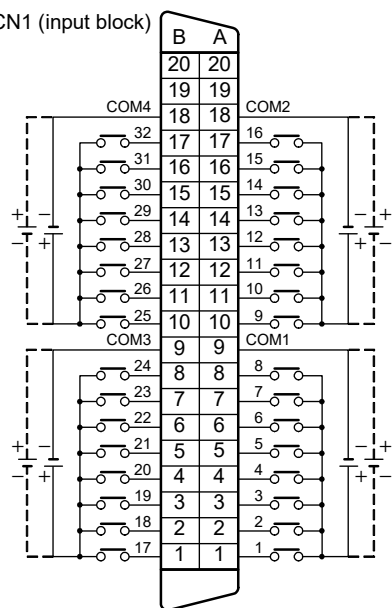 CN1 (input block)
B A
20 20
19 19
COM4 18 18 COM2
32 17 17 16
31 16 16 15
30 15 15 14
+ − 29 14 14 13 − +
− + 28 13 13 12 + −
27 12 12 11
26 11 11 10
25 10 10 9
COM3 9 9 COM1
24 8 8 8
23 7 7 7
22 6 6 6
+ − 21 5 5 5 − +
− + 20 4 4 4 + −
19 3 3 3
18 2 2 2
17 1 1 1